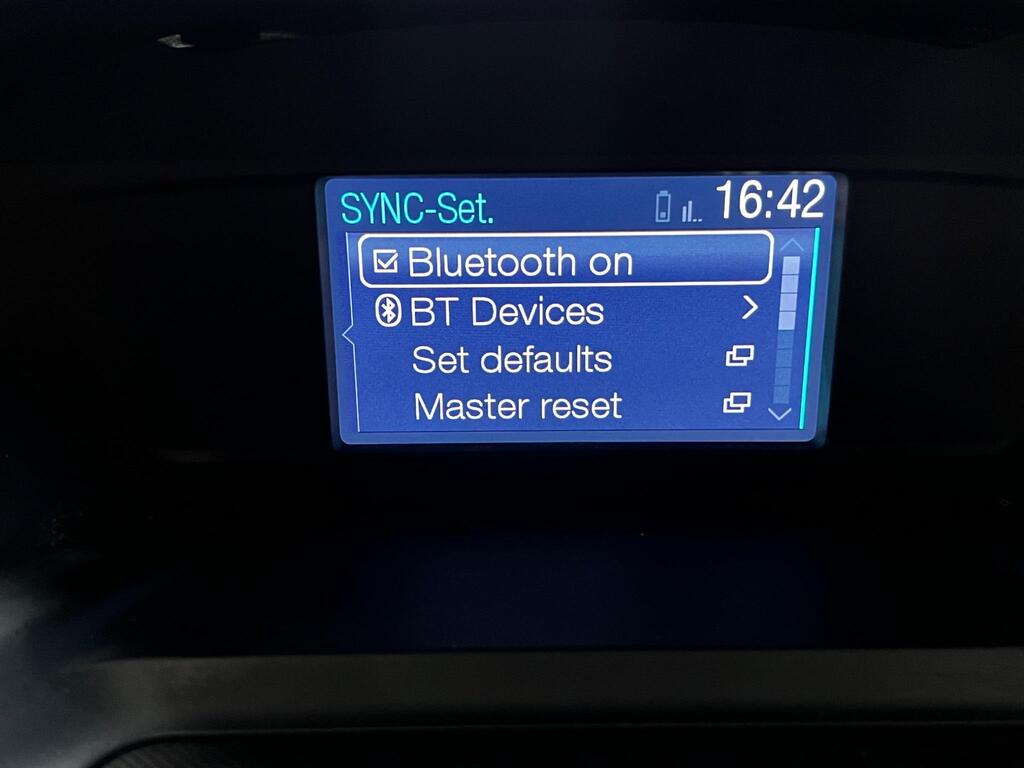 SYNC-Set. 16:42
Bluetooth on
BT Devices
Set defaults
Master reset